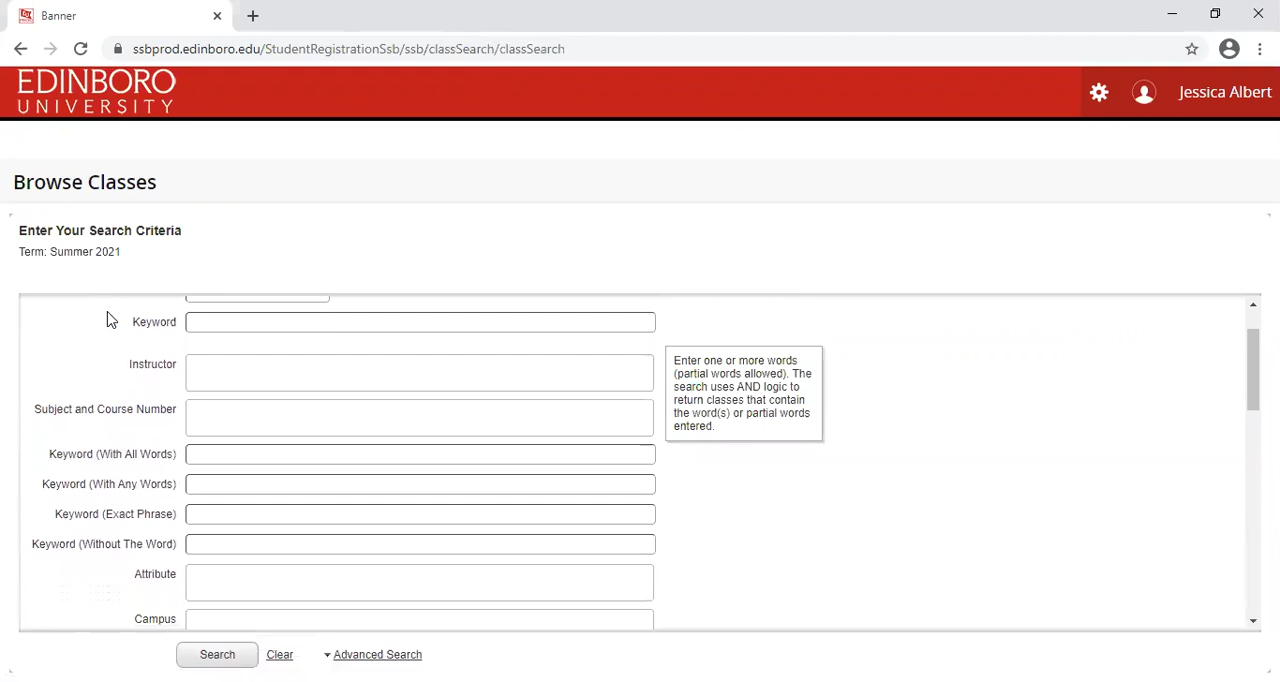 Banner
ssbprod.edinboro.edu/StudentRegistrationSsb/ssb/classSearch/classSearch
EDINBORO
UNIVERSITY
Jessica Albert
Browse Classes
Enter Your Search Criteria
Term: Summer 2021
Keyword
Instructor
Enter one or more words
(partial words allowed). The
search uses AND logic to
return classes that contain
the word(s) or partial words
entered.
Subject and Course Number
Keyword (With All Words)
Keyword (With Any Words)
Keyword (Exact Phrase)
Keyword (Without The Word)
Attribute
Campus
Search Clear Advanced Search